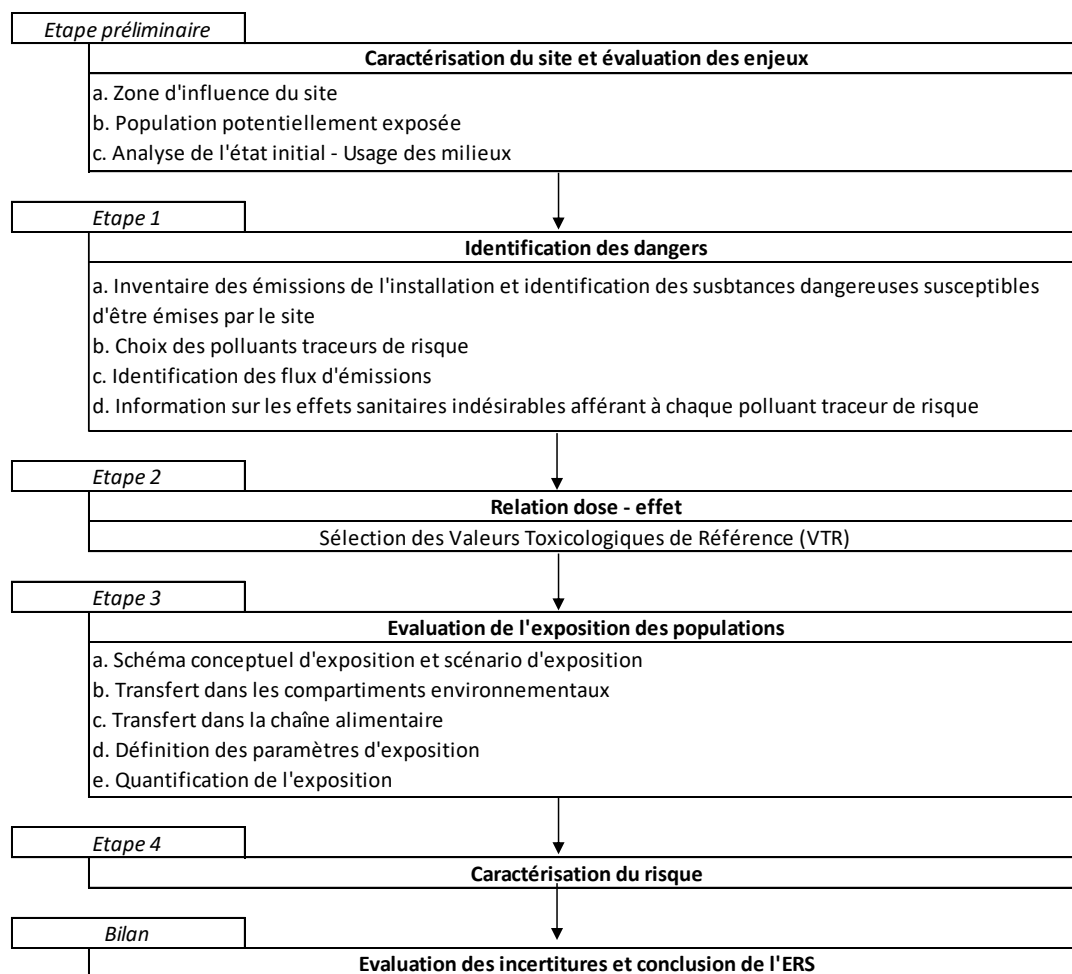 Etape préliminaire
Caractérisation du site et évaluation des enjeux
a. Zone d'influence du site
b. Population potentiellement exposée
c. Analyse de l'état initial - Usage des milieux
Etape 1
Identification des dangers
a. Inventaire des émissions de l'installation et identification des susbtances dangereuses susceptibles
d'être émises par le site
b. Choix des polluants traceurs de risque
c. Identification des flux d'émissions
d. Information sur les effets sanitaires indésirables afférant à chaque polluant traceur de risque
Etape 2
Relation dose - effet
Sélection des Valeurs Toxicologiques de Référence (VTR)
Etape 3
Evaluation de l'exposition des populations
a. Schéma conceptuel d'exposition et scénario d'exposition
b. Transfert dans les compartiments environnementaux
c. Transfert dans la chaîne alimentaire
d. Définition des paramètres d'exposition
e. Quantification de l'exposition
Etape 4
Caractérisation du risque
Bilan
Evaluation des incertitures et conclusion de l'ERS